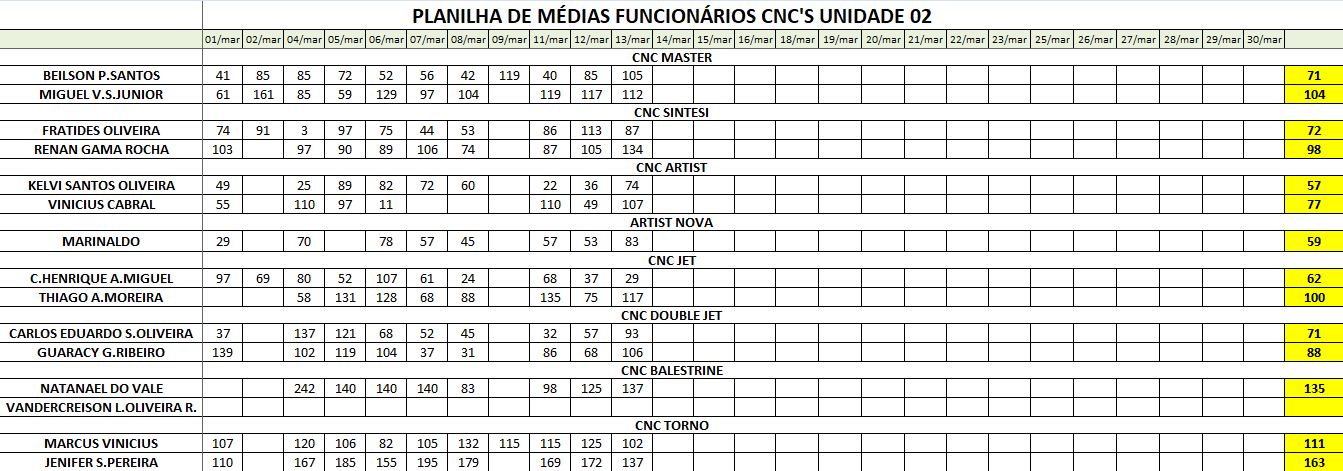 PLANILHA DE MÉDIAS FUNCIONÁRIOS CNC'S UNIDADE 02
01/mar 02/mar 04/mar 05/mar 06/mar 07/mar 08/mar 09/mar 11/mar 12/mar 13/mar 14/mar 15/mar 16/mar 18/mar 19/mar 20/mar 21/mar 22/mar 23/mar 25/mar 26/mar 27/mar 28/mar 29/mar 30/mar
CNC MASTER
BEILSON P.SANTOS 41 85 85 72 52 56 42 119 40 85 105 71
MIGUEL V.S.JUNIOR 61 161 85 59 129 97 104 119 117 112 104
CNC SINTESI
FRATIDES OLIVEIRA 74 91 3 97 75 44 53 86 113 87 72
RENAN GAMA ROCHA 103 97 90 89 106 74 87 105 134 98
CNC ARTIST
KELVI SANTOS OLIVEIRA 49 25 89 82 72 60 22 36 74 57
VINICIUS CABRAL 55 110 97 11 110 49 107 77
ARTIST NOVA
MARINALDO 29 70 78 57 45 57 53 83 59
CNC JET
C.HENRIQUE A.MIGUEL 97 69 80 52 107 61 24 68 37 29 62
THIAGO A.MOREIRA 58 131 128 68 88 135 75 117 100
CNC DOUBLE JET
CARLOS EDUARDO S.OLIVEIRA 37 137 121 68 52 45 32 57 93 71
GUARACY G.RIBEIRO 139 102 119 104 37 31 86 68 106 88
CNC BALESTRINE
NATANAEL DO VALE 242 140 140 140 83 98 125 137 135
VANDERCREISON L.OLIVEIRA R.
CNC TORNO
MARCUS VINICIUS 107 120 106 82 105 132 115 115 125 102 111
JENIFER S.PEREIRA 110 167 185 155 195 179 169 172 137 163